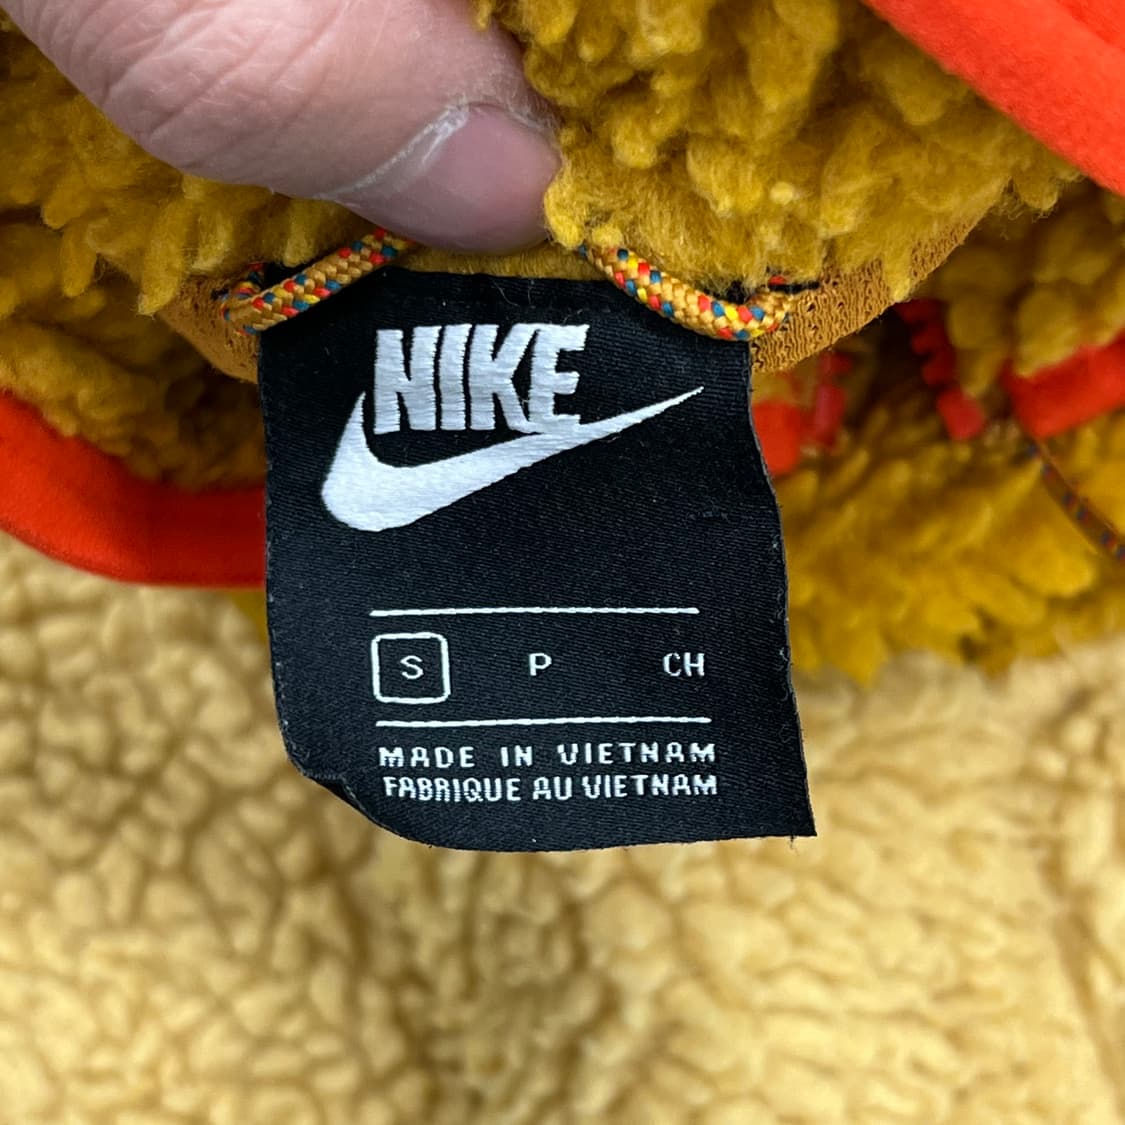 NIKE
S P CH
MADE IN VIETNAM
FABRIQUE AU VIETNAM